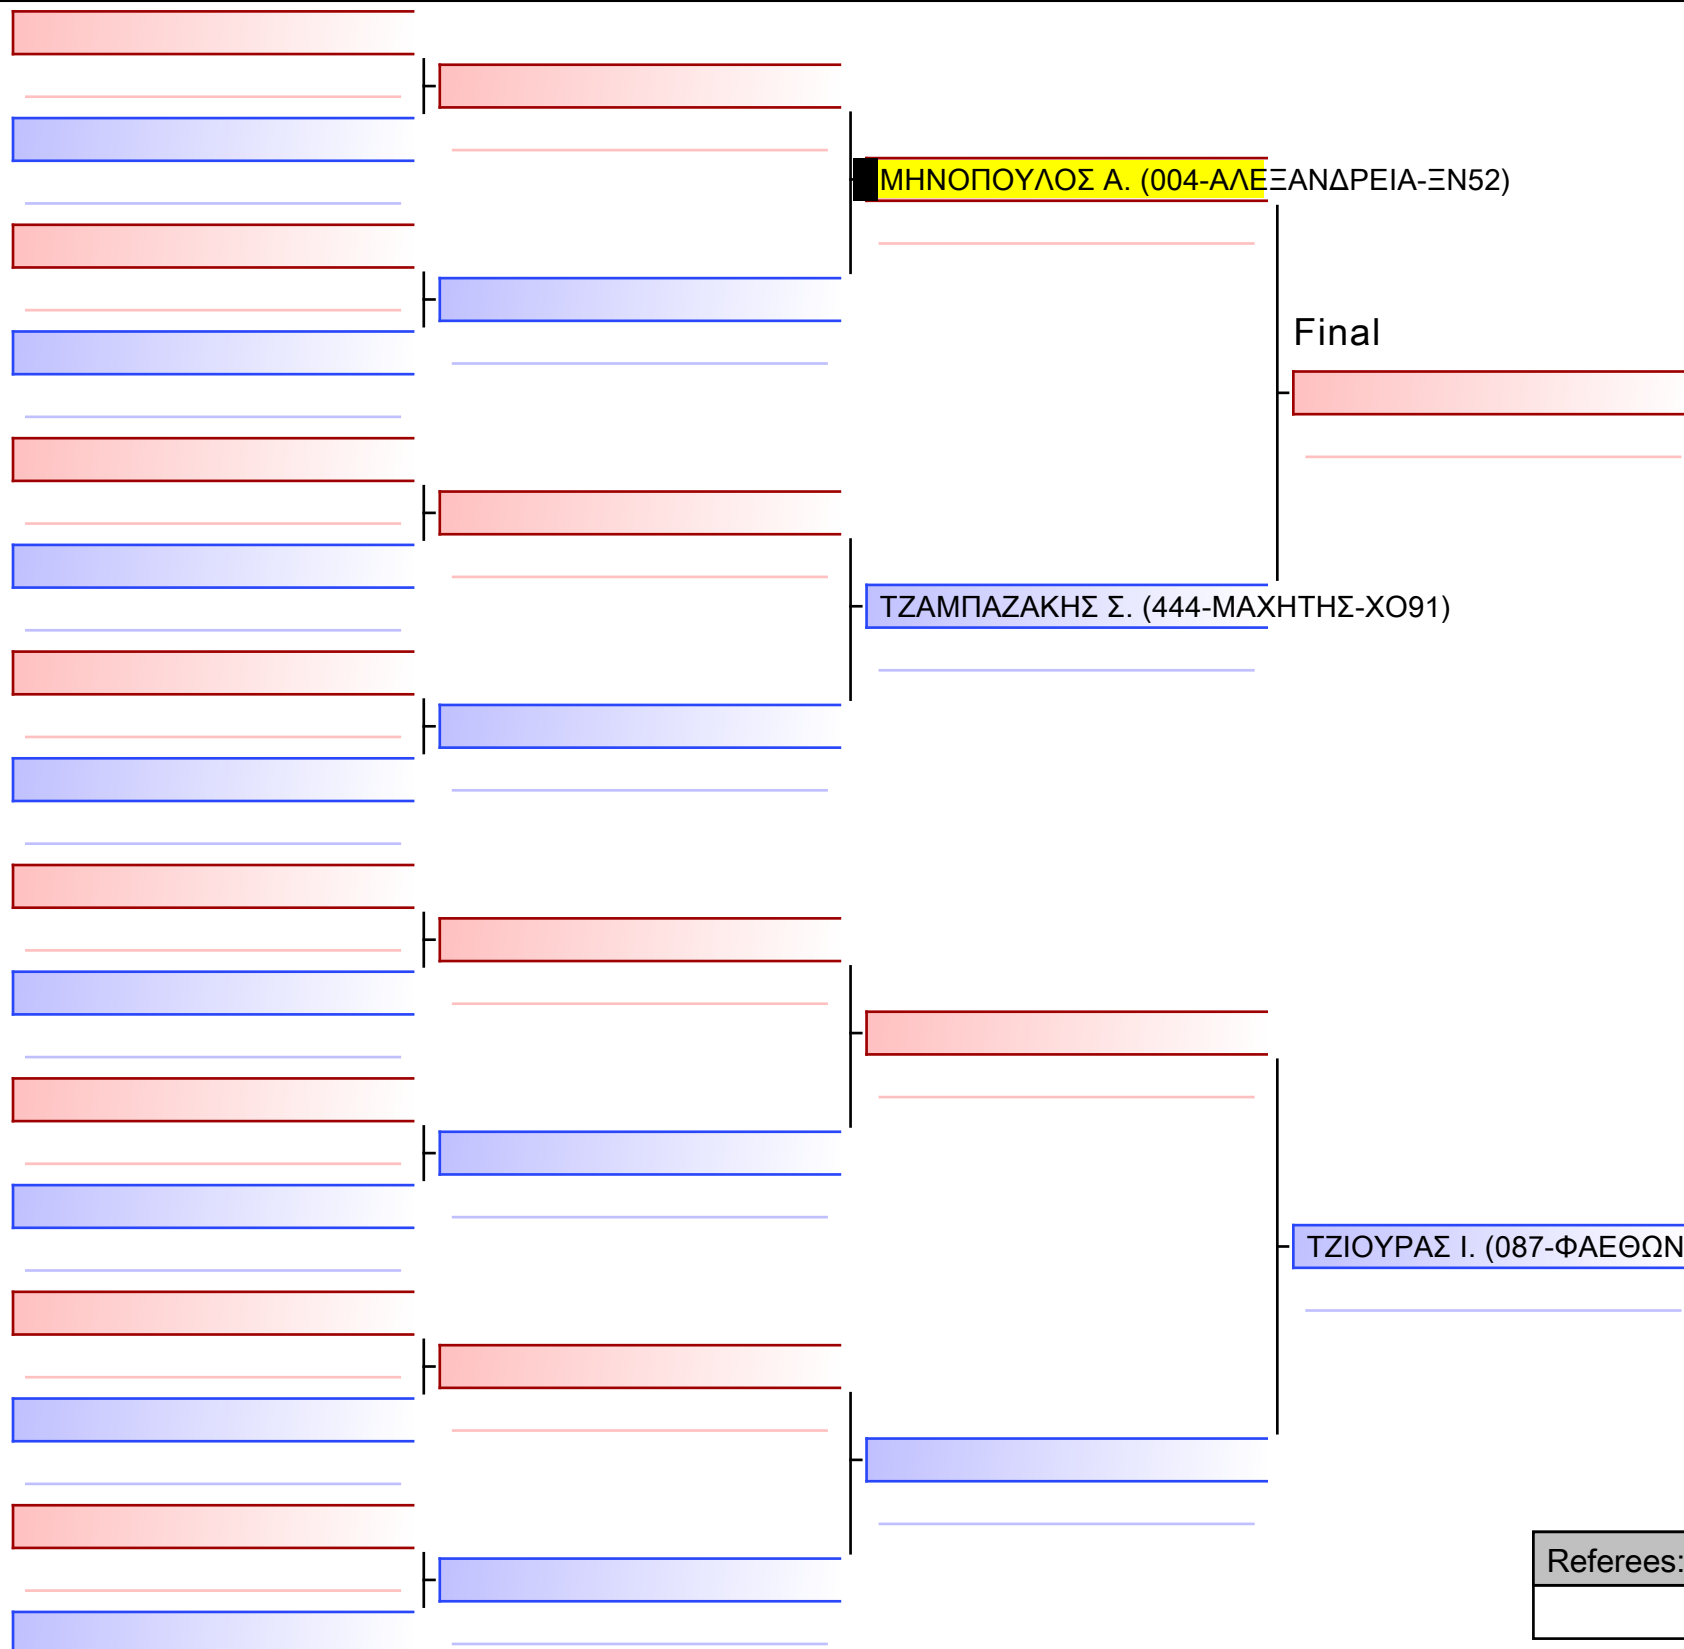 ΜΗΝΟΠΟΥΛΟΣ Α. (004-ΑΛΕΞΑΝΔΡΕΙΑ-ΞΝ52)
Final
ΤΖΑΜΠΑΖΑΚΗΣ Σ. (444-ΜΑΧΗΤΗΣ-ΧΟ91)
ΤΖΙΟΥΡΑΣ Ι. (087-ΦΑΕΘΩΝ
Referees: